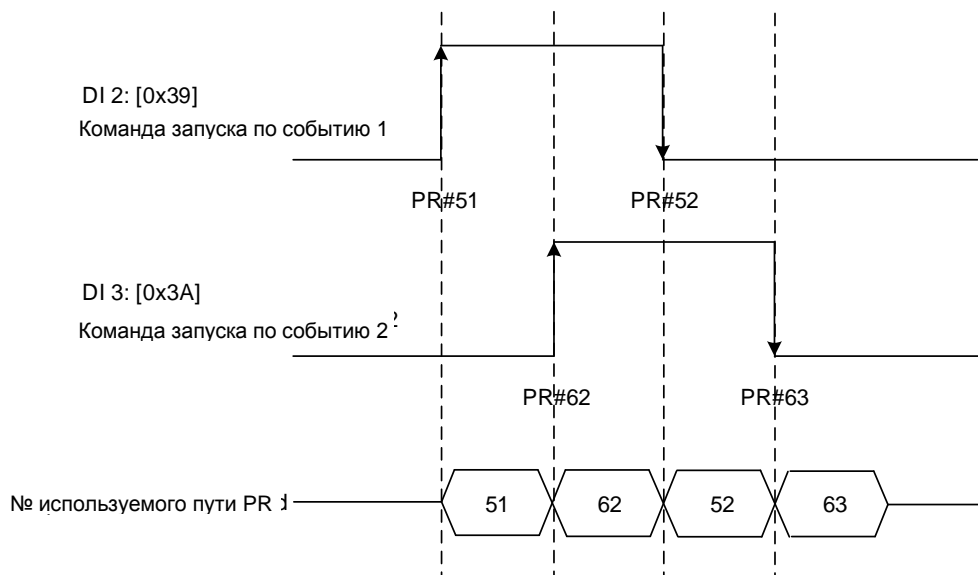 DI 2: [0x39]
Команда запуска по событию 1
PR#51
PR#52
DI 3: [0x3A]
Команда запуска по событию 2
PR#62
PR#63
№ используемого пути PR
51
62
52
63